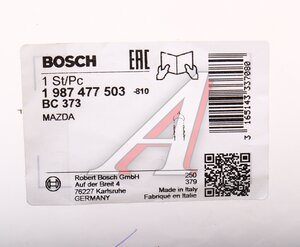 BOSCH
EAC
1 St/Pc
1 987 477 503 -810
BC 373
MAZDA
3 165143 337080
Robert Bosch GmbH
Auf der Breit 4
76227 Karlsruhe
GERMANY
250
379
Made in Italy
Fabriqué en Italie